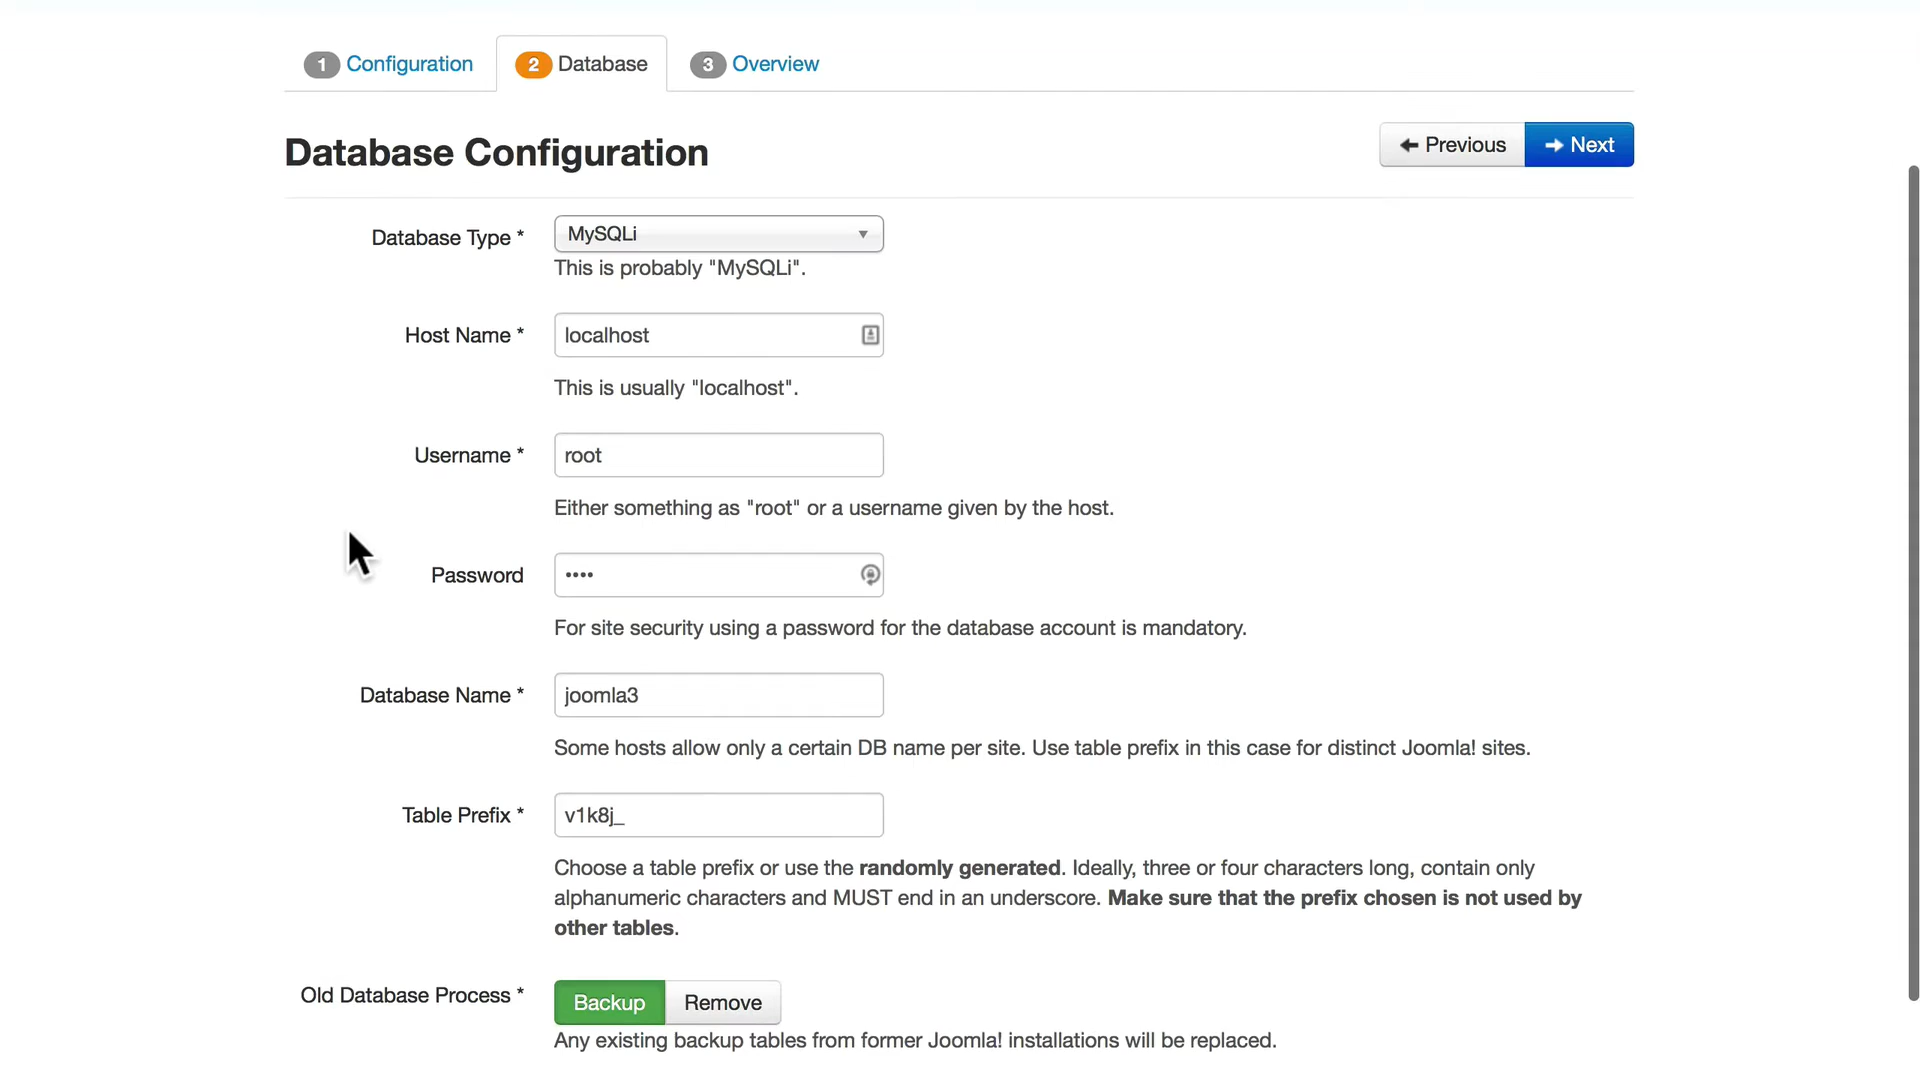 1 Configuration 2 Database 3 Overview
Database Configuration
Previous Next
Database Type * MySQLi
This is probably "MySQLi".
Host Name * localhost
This is usually "localhost".
Username * root
Either something as "root" or a username given by the host.
Password ••••
For site security using a password for the database account is mandatory.
Database Name * joomla3
Some hosts allow only a certain DB name per site. Use table prefix in this case for distinct Joomla! sites.
Table Prefix * v1k8j_
Choose a table prefix or use the randomly generated. Ideally, three or four characters long, contain only
alphanumeric characters and MUST end in an underscore. Make sure that the prefix chosen is not used by
other tables.
Old Database Process * Backup Remove
Any existing backup tables from former Joomla! installations will be replaced.